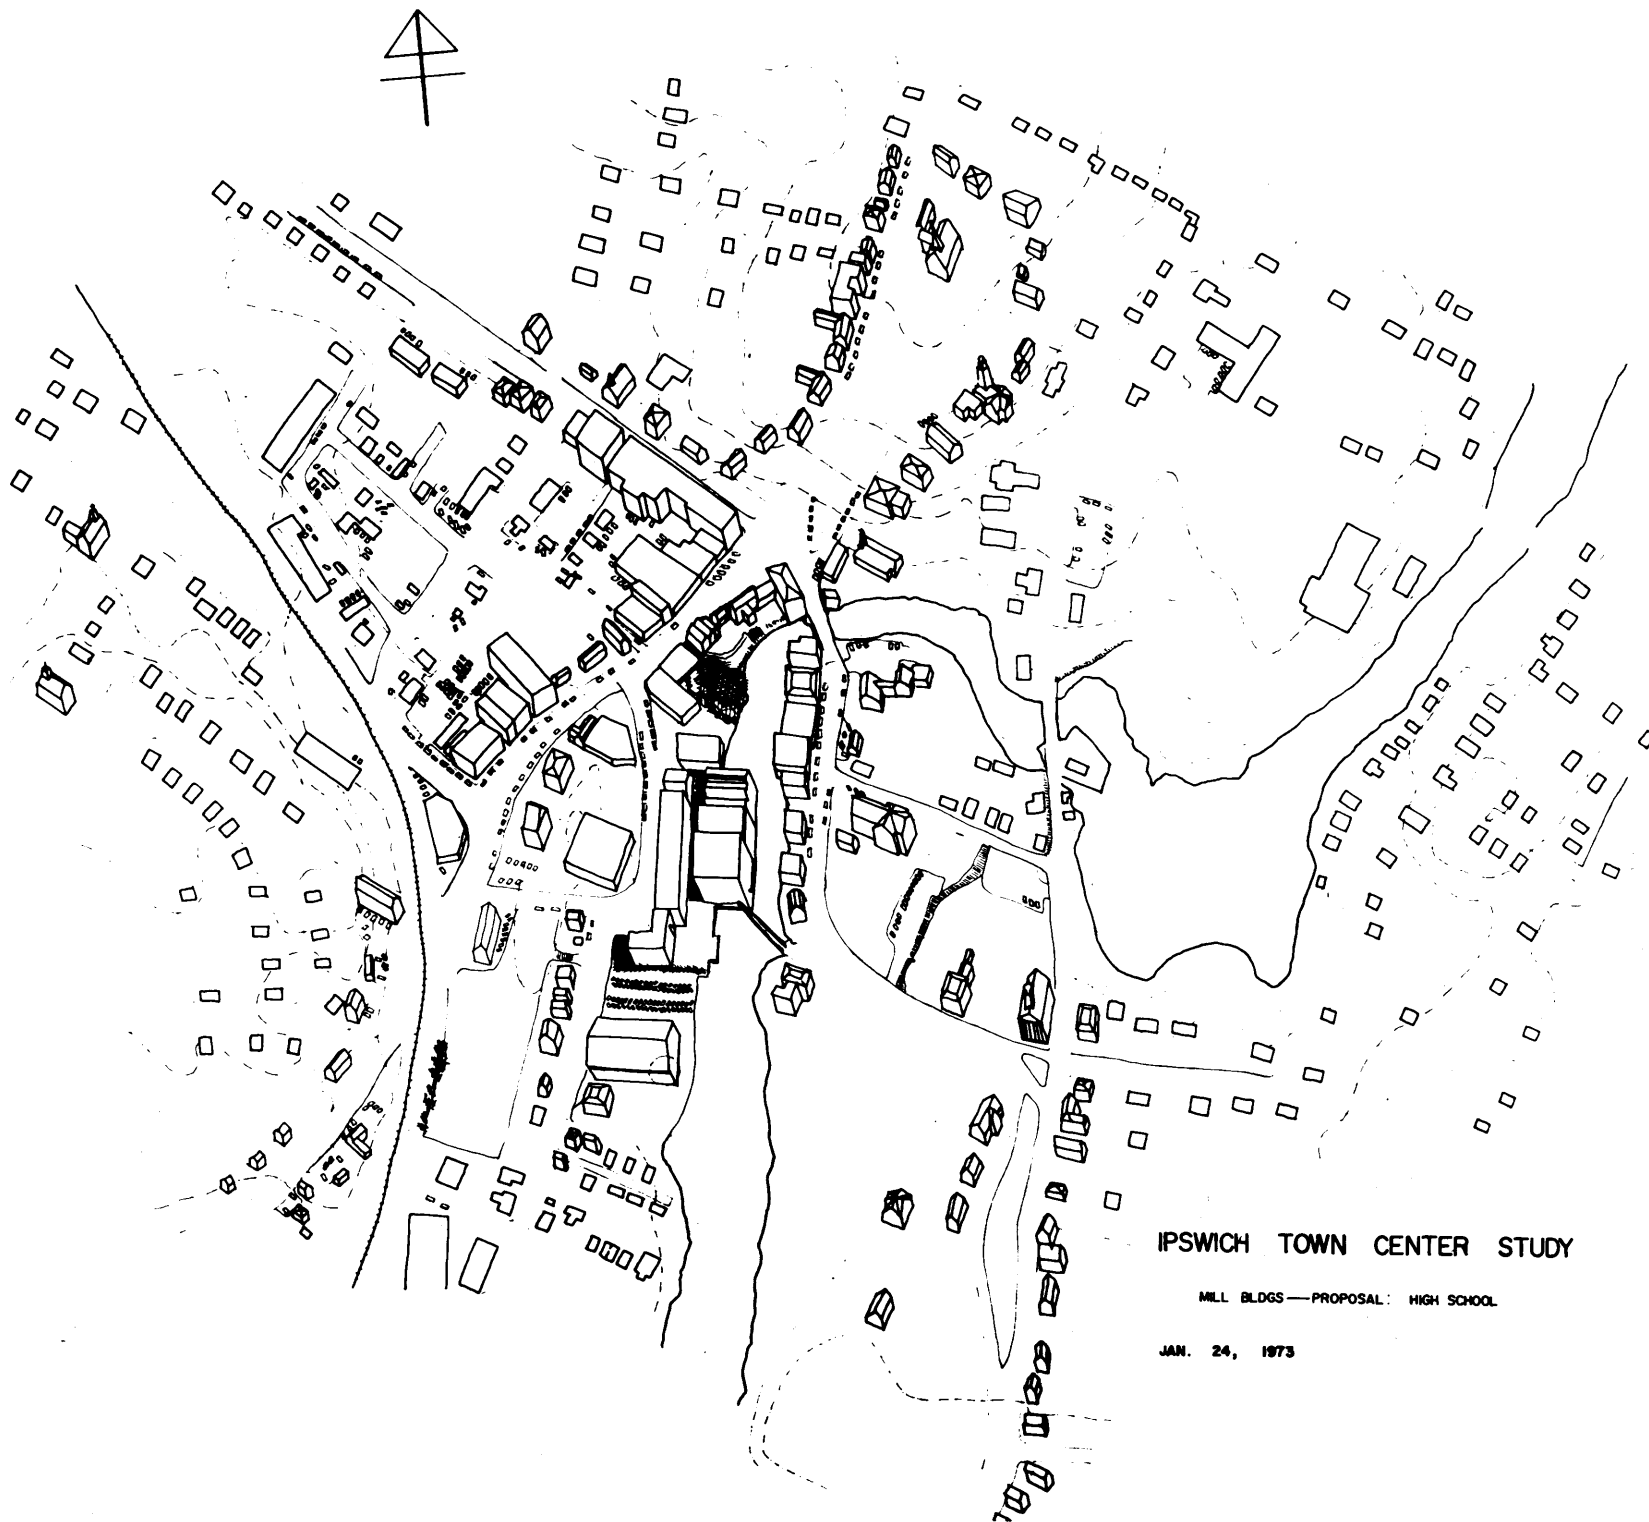 IPSWICH TOWN CENTER STUDY
MILL BLDGS — PROPOSAL: HIGH SCHOOL
JAN. 24, 1973